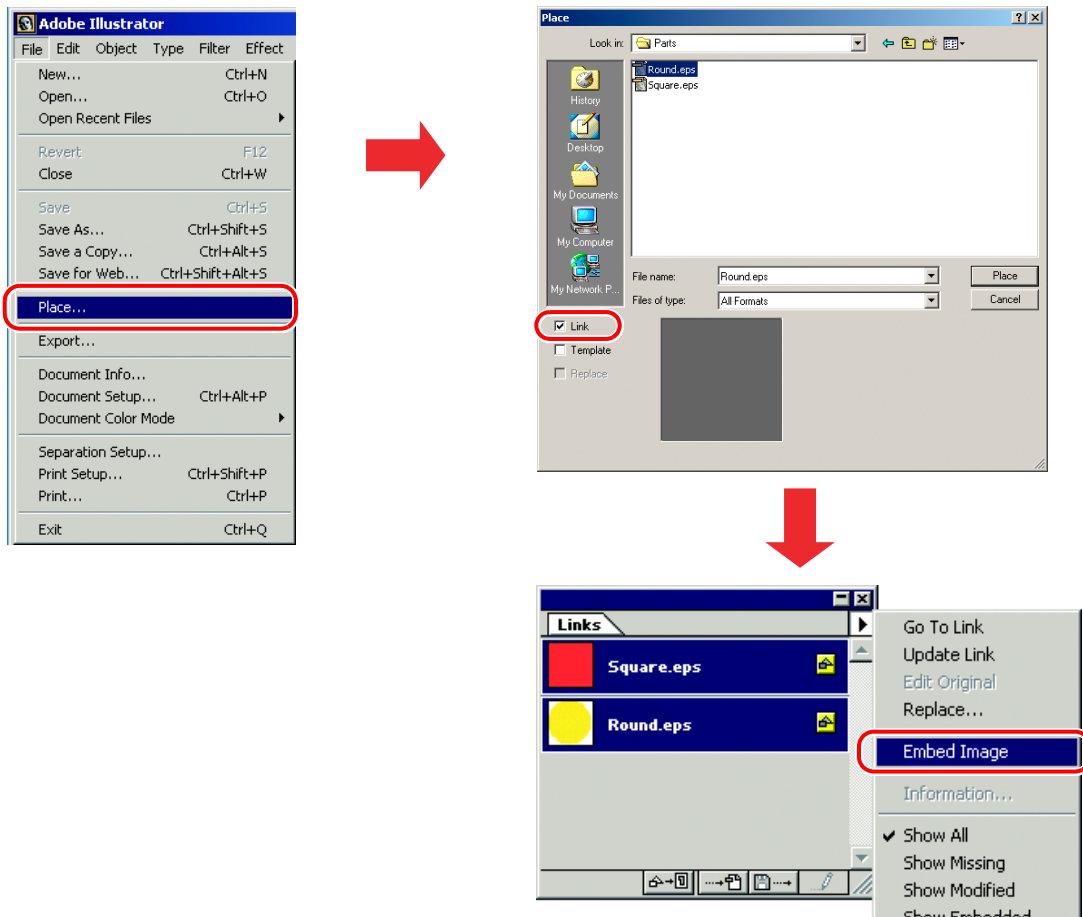 Adobe Illustrator
File Edit Object Type Filter Effect
New... Ctrl+N
Open... Ctrl+O
Open Recent Files
Revert F12
Close Ctrl+W
Save Ctrl+S
Save As... Ctrl+Shift+S
Save a Copy... Ctrl+Alt+S
Save for Web... Ctrl+Shift+Alt+S
Place...
Export...
Document Info...
Document Setup... Ctrl+Alt+P
Document Color Mode
Separation Setup...
Print Setup... Ctrl+Shift+P
Print... Ctrl+P
Exit Ctrl+Q
Place
Look in: Parts
History
Desktop
My Documents
My Computer
My Network P...
Round.eps
Square.eps
File name: Round.eps Place
Files of type: All Formats Cancel
Link
Template
Replace
Links
Square.eps
Round.eps
Go To Link
Update Link
Edit Original
Replace...
Embed Image
Information...
Show All
Show Missing
Show Modified
Show Embedded